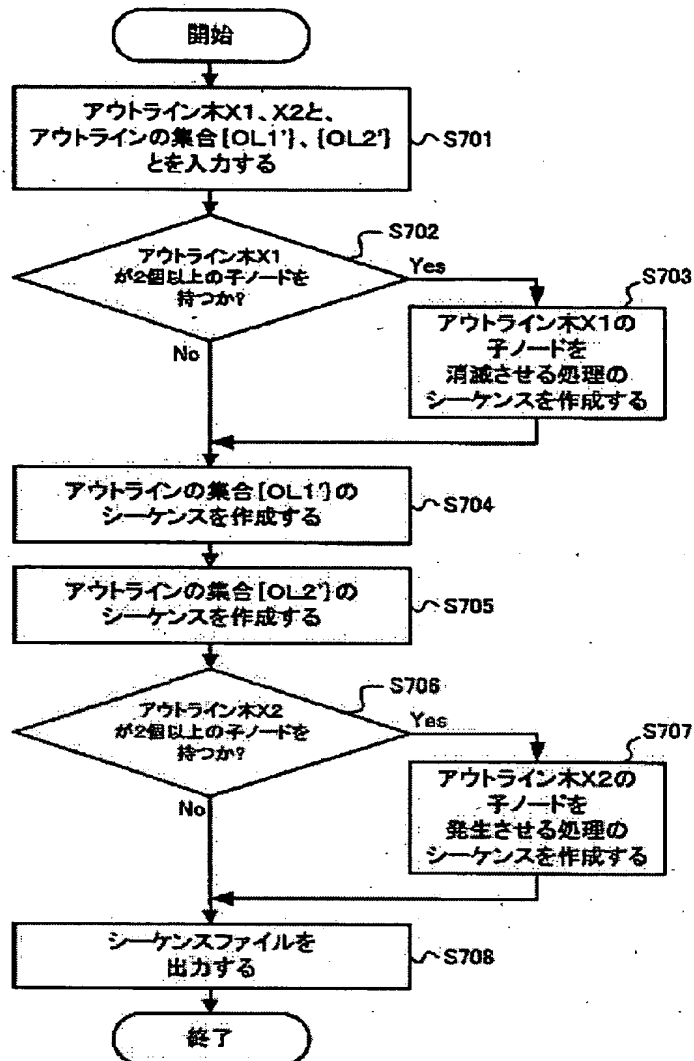 開始
アウトライン木X1、X2と、
アウトラインの集合[OL1']、{OL2'}
とを入力する
S701
S702
アウトライン木X1
が2個以上の子ノードを
持つか?
Yes
No
S703
アウトライン木X1の
子ノードを
消滅させる処理の
シーケンスを作成する
アウトラインの集合[OL1']の
シーケンスを作成する
S704
アウトラインの集合[OL2']の
シーケンスを作成する
S705
S706
アウトライン木X2
が2個以上の子ノードを
持つか?
Yes
No
S707
アウトライン木X2の
子ノードを
発生させる処理の
シーケンスを作成する
シーケンスファイルを
出力する
S708
終了